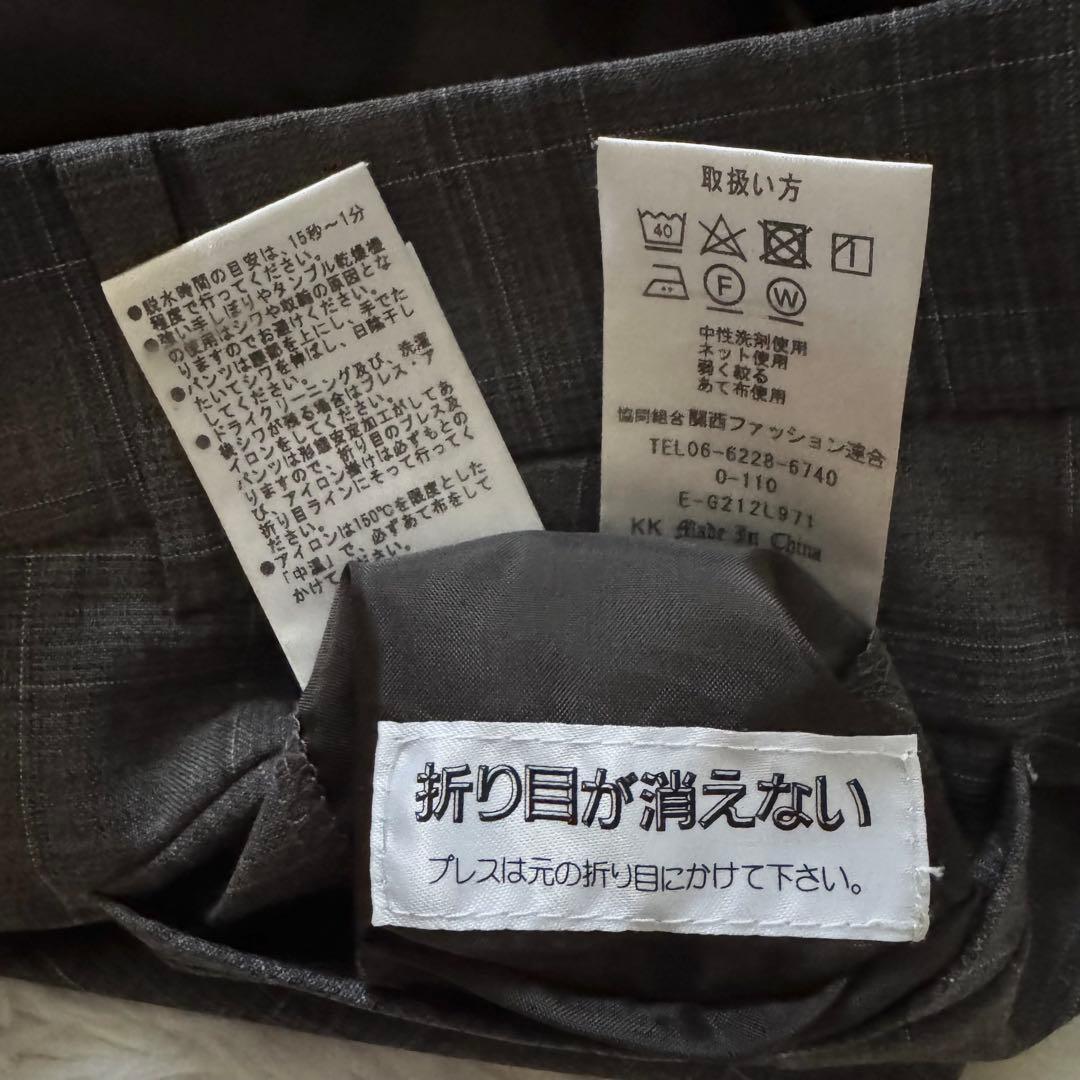 ●脱水時間の目安は、15秒～1分
程度で行ってください。
●強い手しぼりやタンブル乾燥機
の使用はシワや収縮の原因とな
りますのでお避けください。
●パンツは腰部を上にし、手でた
たいてシワを伸ばし、日陰干し
してください。
●ドライクリーニング及び、洗濯
後シワが残る場合はプレス・ア
イロンをしてください。
パンツは形態安定加工がしてあ
りますので、折り目のプレス及
び、アイロン掛けは必ずもとの
折り目ラインにそって行ってく
ださい。
●アイロンは150℃を限度とした
「中温」で、必ずあて布をして
かけて
取扱い方
40
F
W
中性洗剤使用
ネット使用
弱く絞る
あて布使用
協同組合関西ファッション連合
TEL06-6228-6740
0-110
E-G212L971
KK Made In China
折り目が消えない
プレスは元の折り目にかけて下さい。